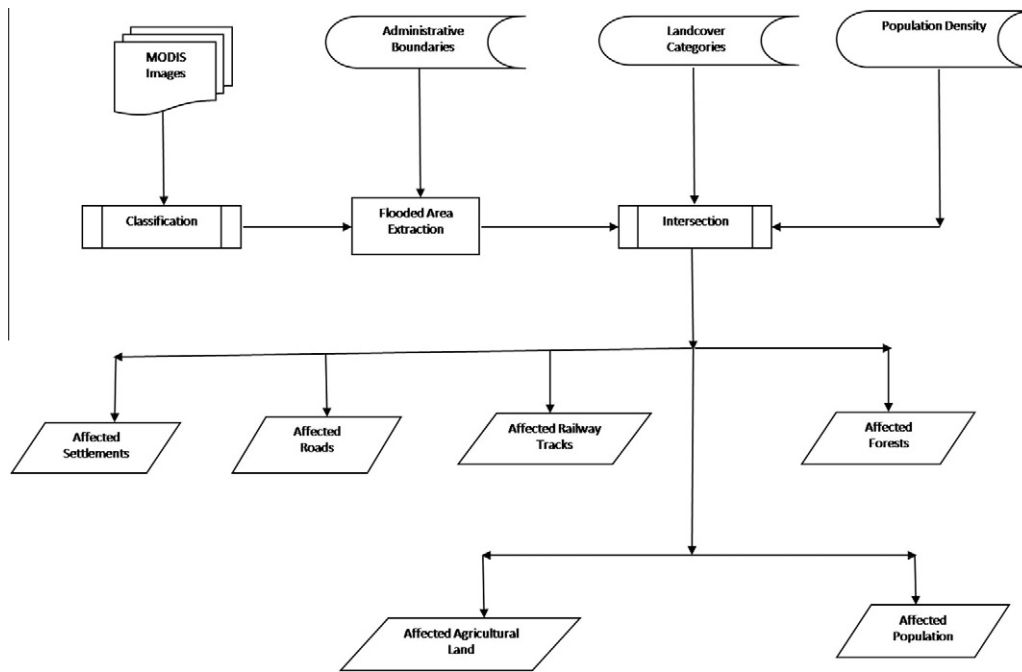 MODIS
Images
Administrative
Boundaries
Landcover
Categories
Population Density
Classification
Flooded Area
Extraction
Intersection
Affected
Settlements
Affected
Roads
Affected Railway
Tracks
Affected
Forests
Affected Agricultural
Land
Affected
Population